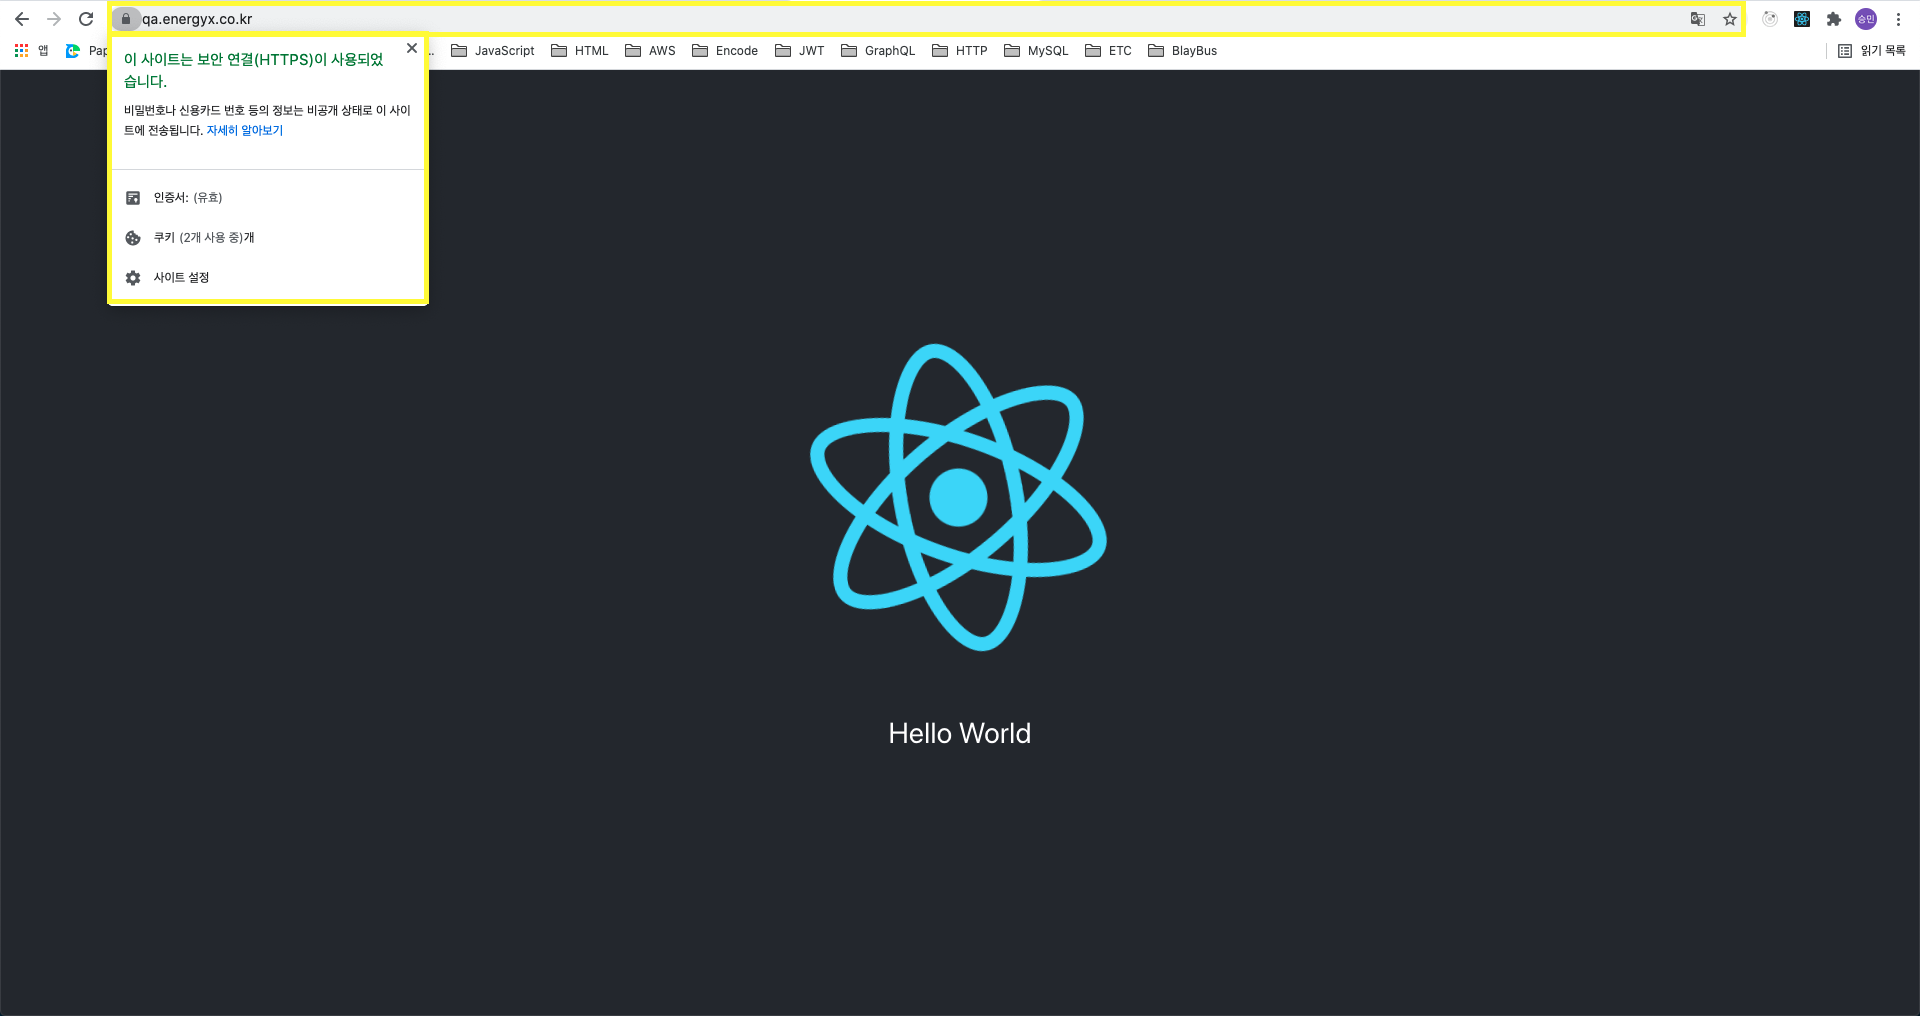 qa.energyx.co.kr
승민
앱
Pap
..
JavaScript
HTML
AWS
Encode
JWT
GraphQL
HTTP
MySQL
ETC
BlayBus
읽기 목록
이 사이트는 보안 연결(HTTPS)이 사용되었
습니다.
비밀번호나 신용카드 번호 등의 정보는 비공개 상태로 이 사이
트에 전송됩니다. 자세히 알아보기
인증서: (유효)
쿠키 (2개 사용 중)개
사이트 설정
Hello World